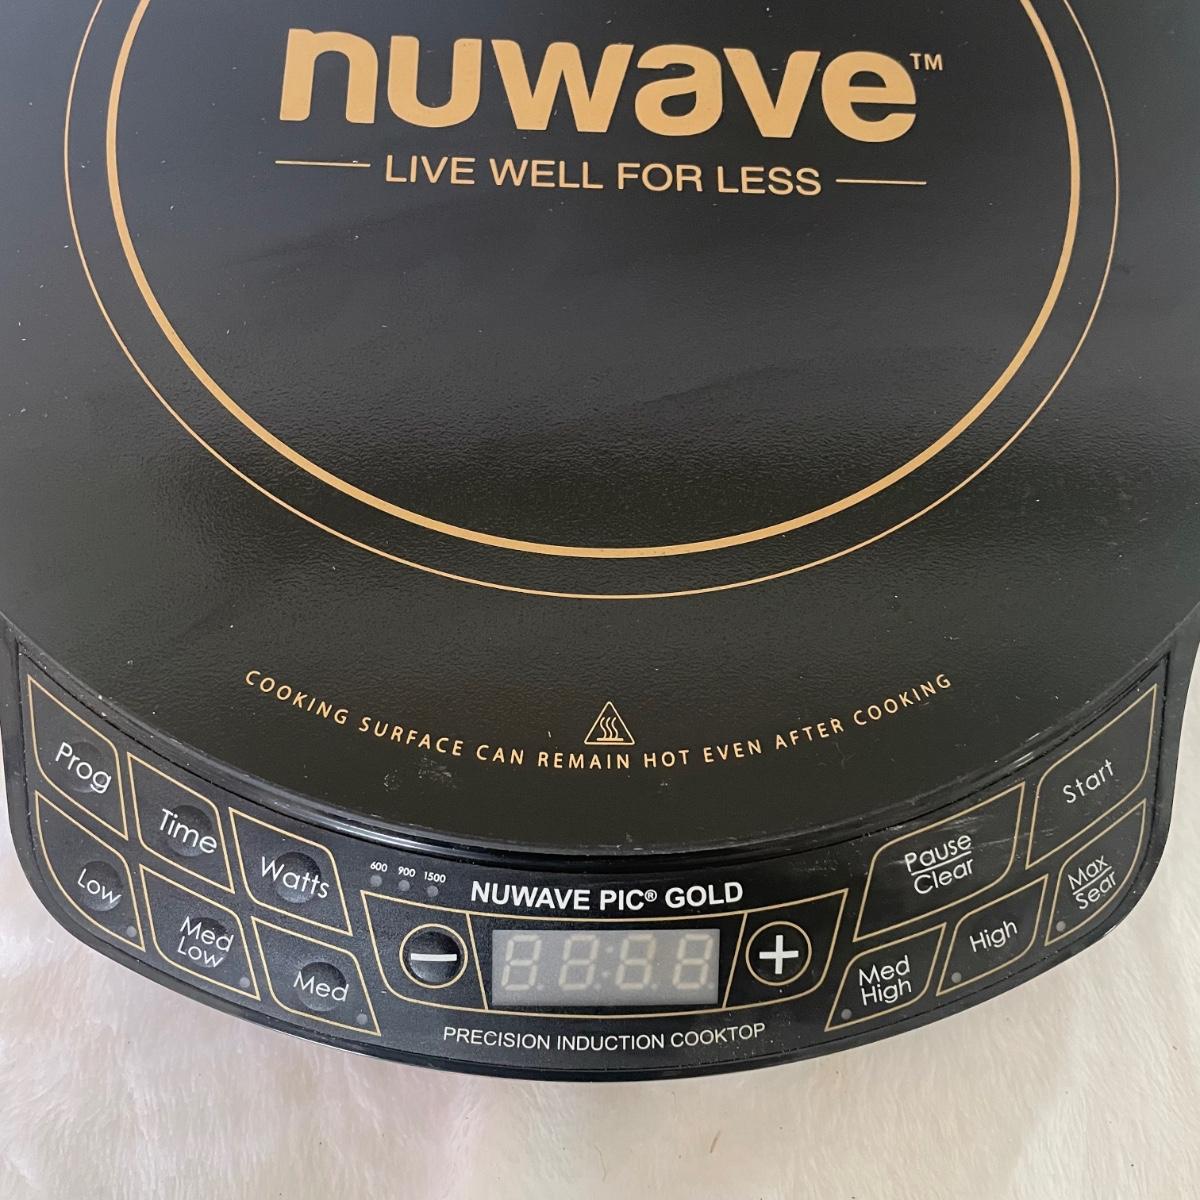 nuwave™
LIVE WELL FOR LESS
COOKING SURFACE CAN REMAIN HOT EVEN AFTER COOKING
Prog
Time
Watts
600 900 1500
NUWAVE PIC® GOLD
Pause
Clear
Start
Low
Med
Low
Med
−
+
Med
High
High
Max
Sear
PRECISION INDUCTION COOKTOP